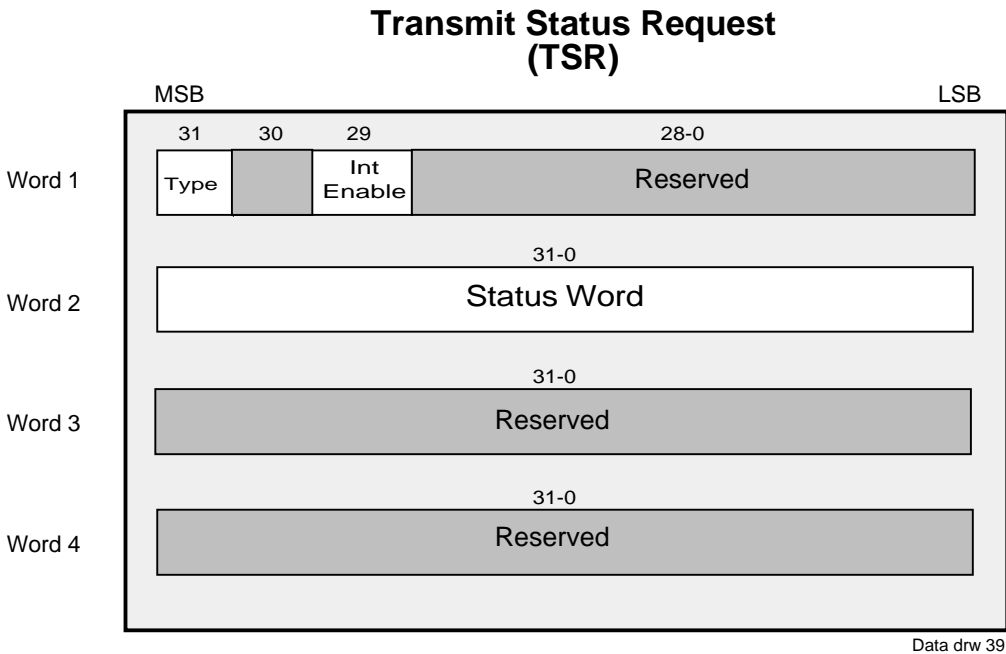 Transmit Status Request
(TSR)
MSB LSB
31 30 29 28-0
Word 1 Type Int Enable Reserved
31-0
Word 2 Status Word
31-0
Word 3 Reserved
31-0
Word 4 Reserved
Data drw 39